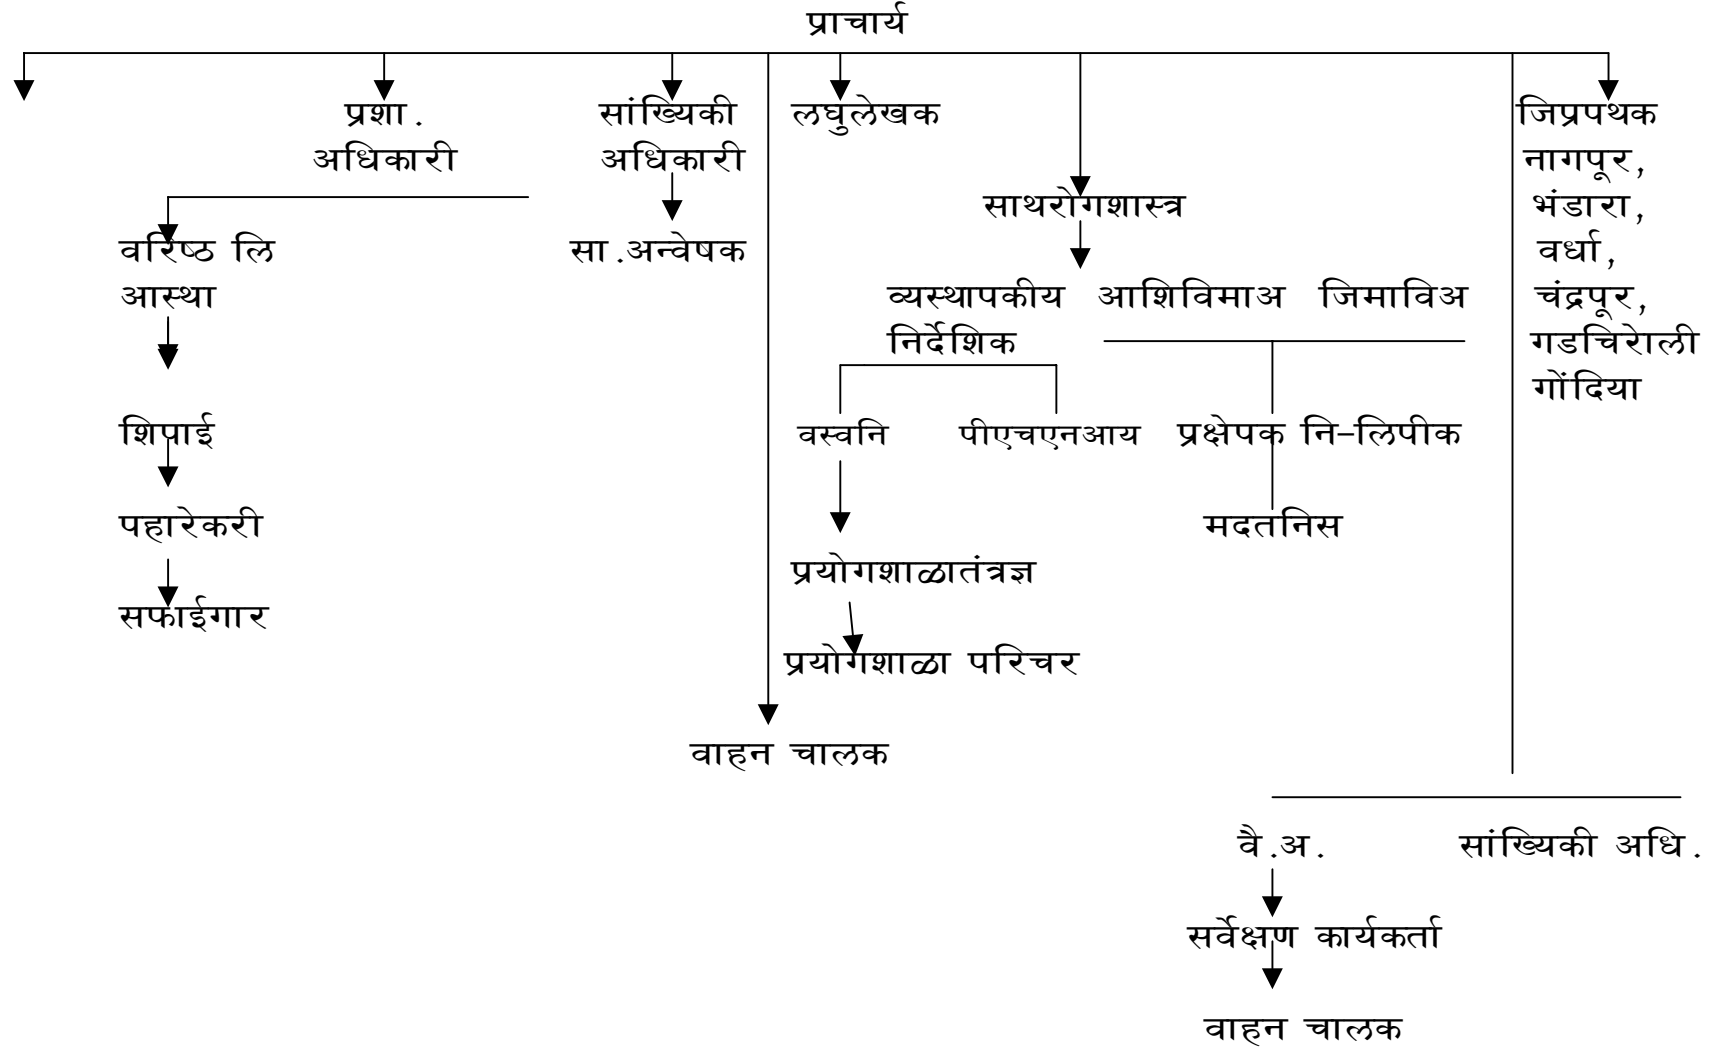 प्राचार्य
प्रशा. सांख्यिकी लघुलेखक जिप्रपथक
अधिकारी अधिकारी नागपूर,
साथरोगशास्त्र भंडारा,
वरिष्ठ लि सा.अन्वेषक वर्धा,
आस्था व्यस्थापकीय आशिविमाअ जिमाविअ चंद्रपूर,
निर्देशिक गडचिरोली
गोंदिया
शिपाई वस्वनि पीएचएनआय प्रक्षेपक नि-लिपीक
पहारेकरी मदतनिस
प्रयोगशाळातंत्रज्ञ
सफाईगार
प्रयोगशाळा परिचर
वाहन चालक
वै.अ. सांख्यिकी अधि.
सर्वेक्षण कार्यकर्ता
वाहन चालक